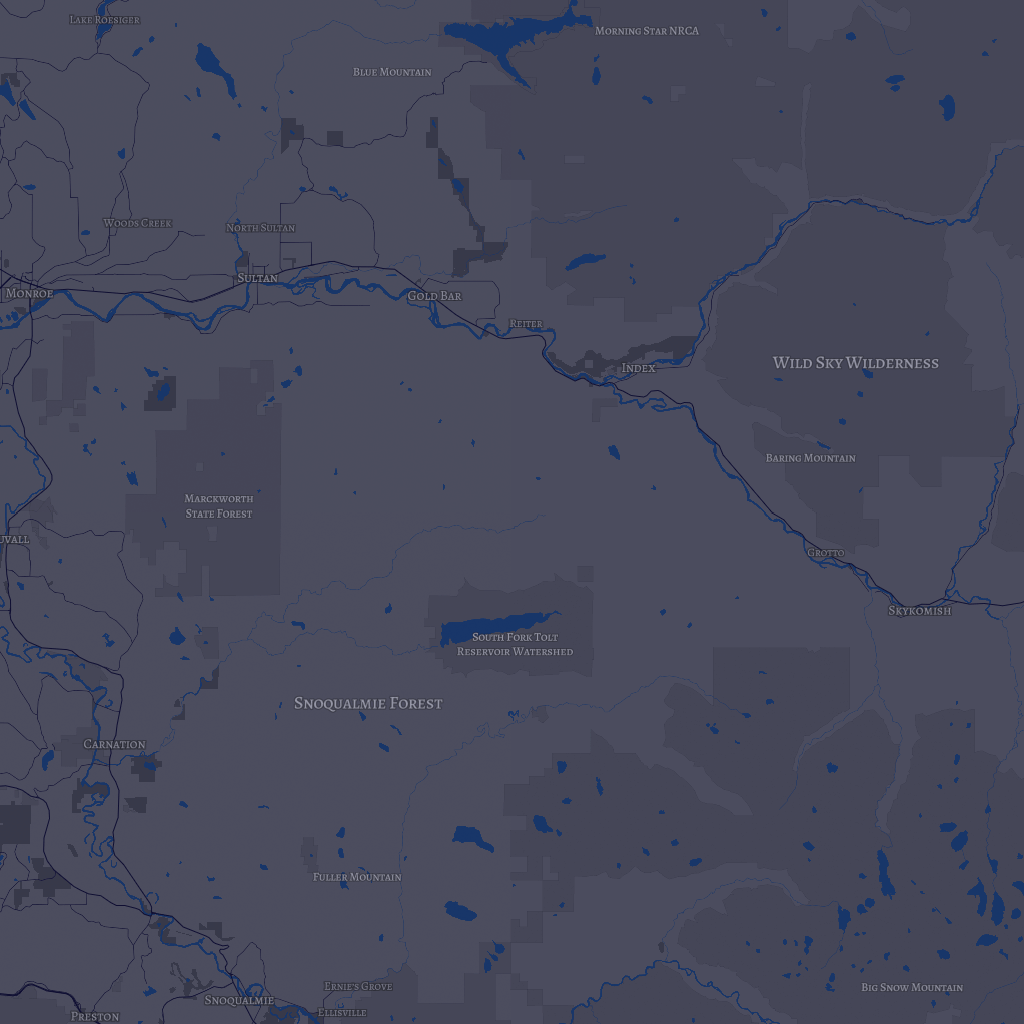 Lake Roesiger
Morning Star NRCA
Blue Mountain
Woods Creek
North Sultan
Sultan
Monroe
Gold Bar
Reiter
Index
Wild Sky Wilderness
Baring Mountain
Marckworth
State Forest
uvall
Grotto
Skykomish
South Fork Tolt
Reservoir Watershed
Snoqualmie Forest
Carnation
Fuller Mountain
Ernie's Grove
Big Snow Mountain
Snoqualmie
Ellisville
Preston